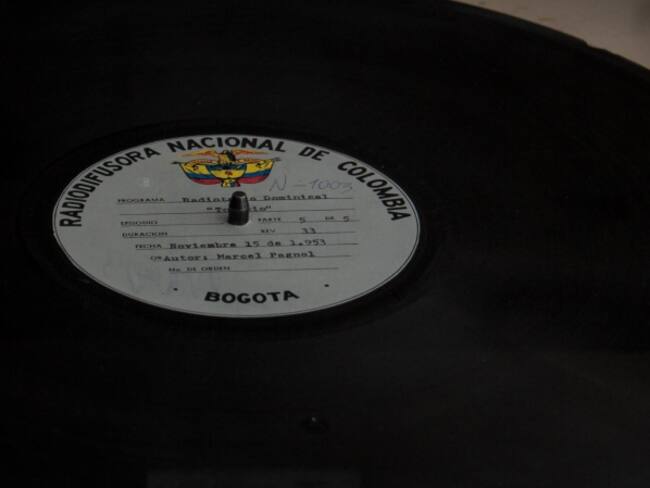 RADIODIFUSORA NACIONAL DE COLOMBIA
N-1003
PROGRAMA Dominical
EPISODIO PARTE 5 DE 5
DURACION REV 33
FECHA Noviembre 15 de 1.953
Autor: Marcel Pagnol
No. DE ORDEN
BOGOTA